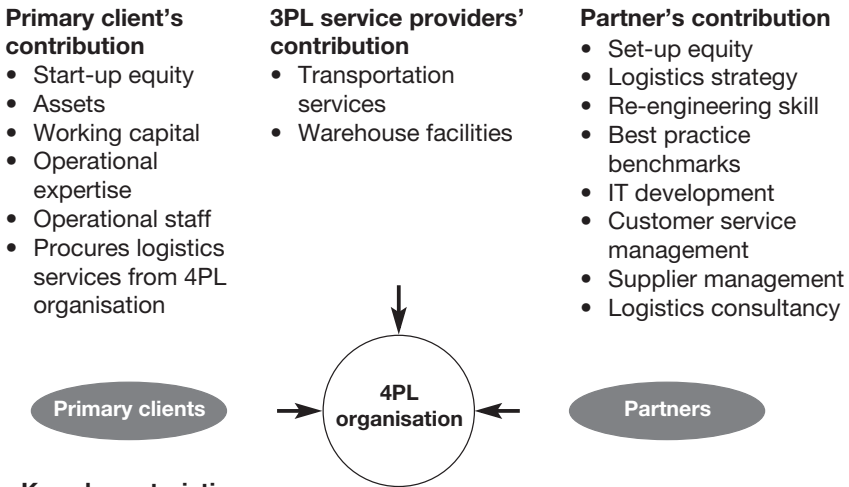 Primary client’s
contribution
• Start-up equity
• Assets
• Working capital
• Operational
expertise
• Operational staff
• Procures logistics
services from 4PL
organisation
3PL service providers’
contribution
• Transportation
services
• Warehouse facilities
Partner’s contribution
• Set-up equity
• Logistics strategy
• Re-engineering skill
• Best practice
benchmarks
• IT development
• Customer service
management
• Supplier management
• Logistics consultancy
Primary clients
4PL
organisation
Partners